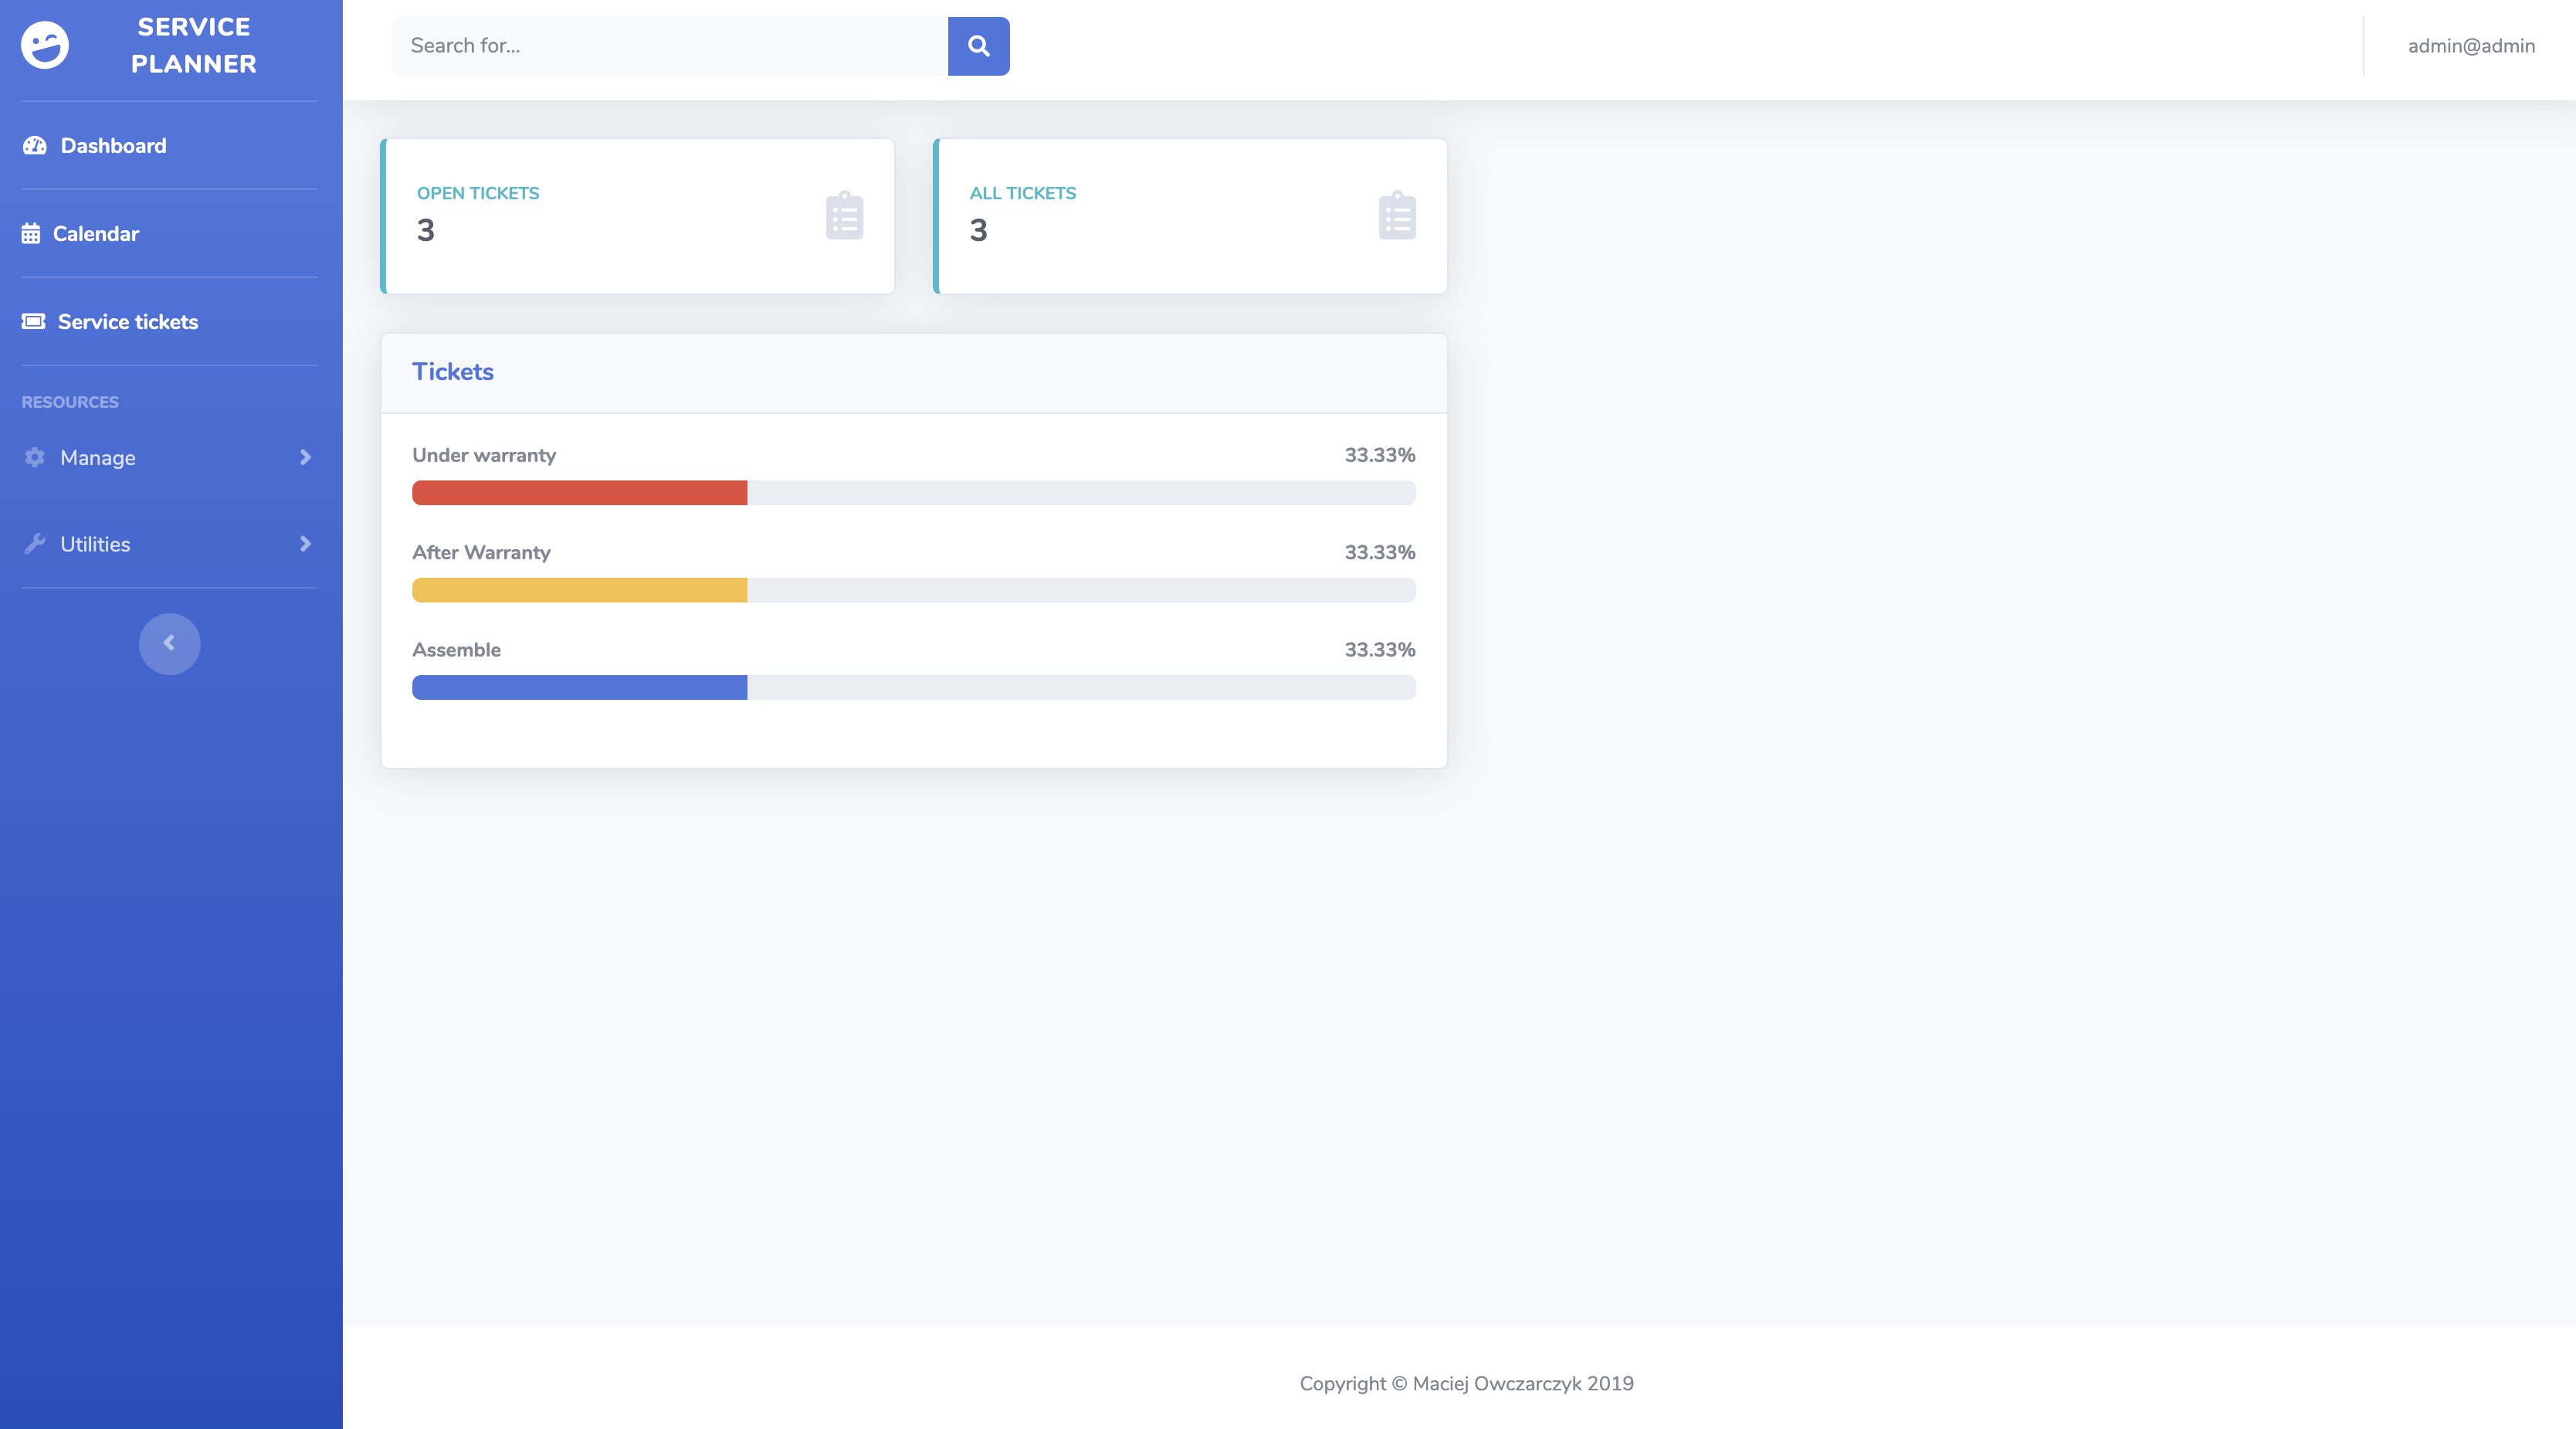 SERVICE
PLANNER
Search for...
admin@admin
Dashboard
Calendar
Service tickets
RESOURCES
Manage
Utilities
OPEN TICKETS
3
ALL TICKETS
3
Tickets
Under warranty 33.33%
After Warranty 33.33%
Assemble 33.33%
Copyright © Maciej Owczarczyk 2019